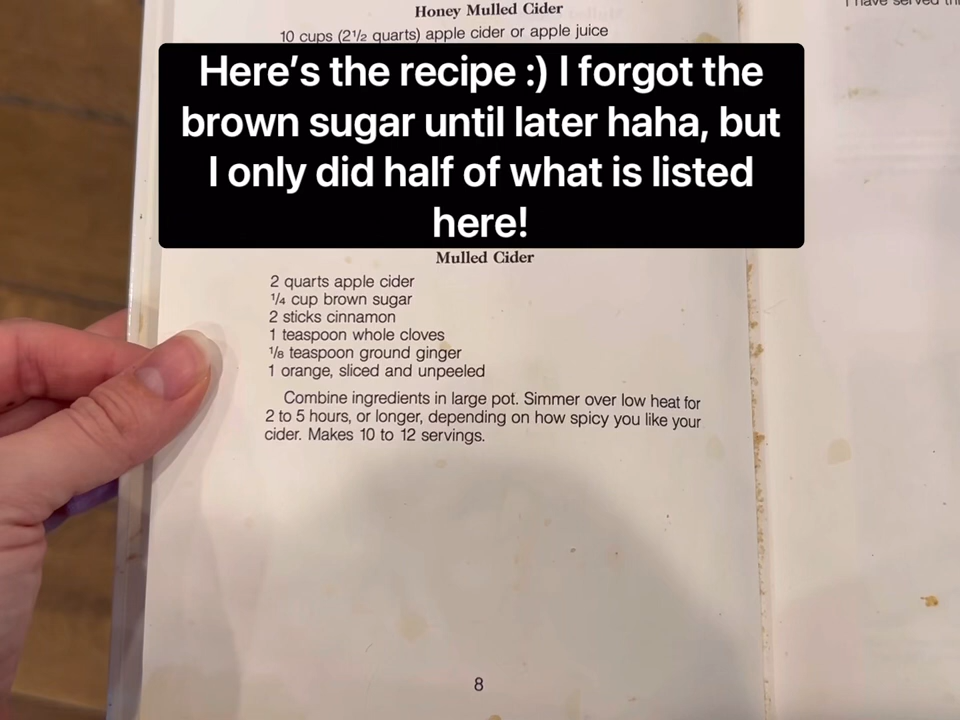 Honey Mulled Cider
10 cups (2½ quarts) apple cider or apple juice
Here's the recipe :) I forgot the
brown sugar until later haha, but
I only did half of what is listed
here!
Mulled Cider
2 quarts apple cider
¼ cup brown sugar
2 sticks cinnamon
1 teaspoon whole cloves
⅛ teaspoon ground ginger
1 orange, sliced and unpeeled
Combine ingredients in large pot. Simmer over low heat for
2 to 5 hours, or longer, depending on how spicy you like your
cider. Makes 10 to 12 servings.
8
I have served